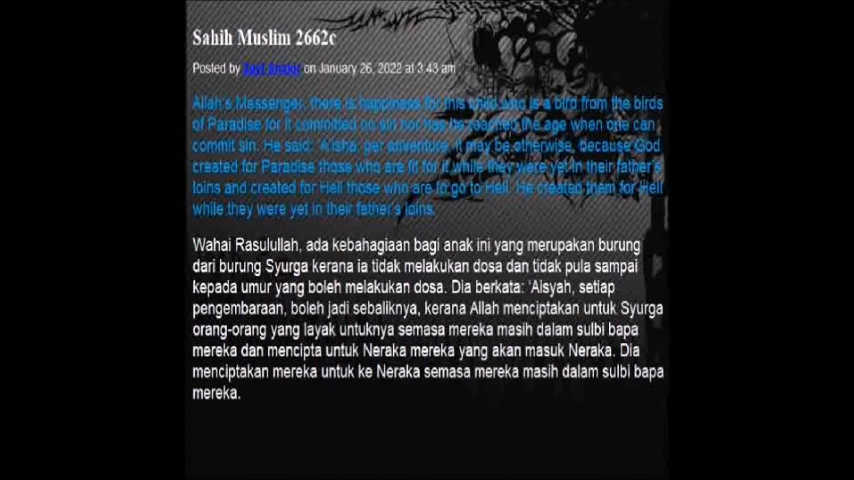 Sahih Muslim 2662c
Posted by on January 26, 2022 at 3:43 am
Allah's Messenger, there is happiness for this child who is a bird from the birds
of Paradise for it committed no sin nor has he reached the age when one can
commit sin. He said: 'A'isha, per adventure, it may be otherwise, because God
created for Paradise those who are fit for it while they were yet in their father's
loins and created for Hell those who are to go to Hell. He created them for Hell
while they were yet in their father's loins.
Wahai Rasulullah, ada kebahagiaan bagi anak ini yang merupakan burung
dari burung Syurga kerana ia tidak melakukan dosa dan tidak pula sampai
kepada umur yang boleh melakukan dosa. Dia berkata: 'Aisyah, setiap
pengembaraan, boleh jadi sebaliknya, kerana Allah menciptakan untuk Syurga
orang-orang yang layak untuknya semasa mereka masih dalam sulbi bapa
mereka dan mencipta untuk Neraka mereka yang akan masuk Neraka. Dia
menciptakan mereka untuk ke Neraka semasa mereka masih dalam sulbi bapa
mereka.